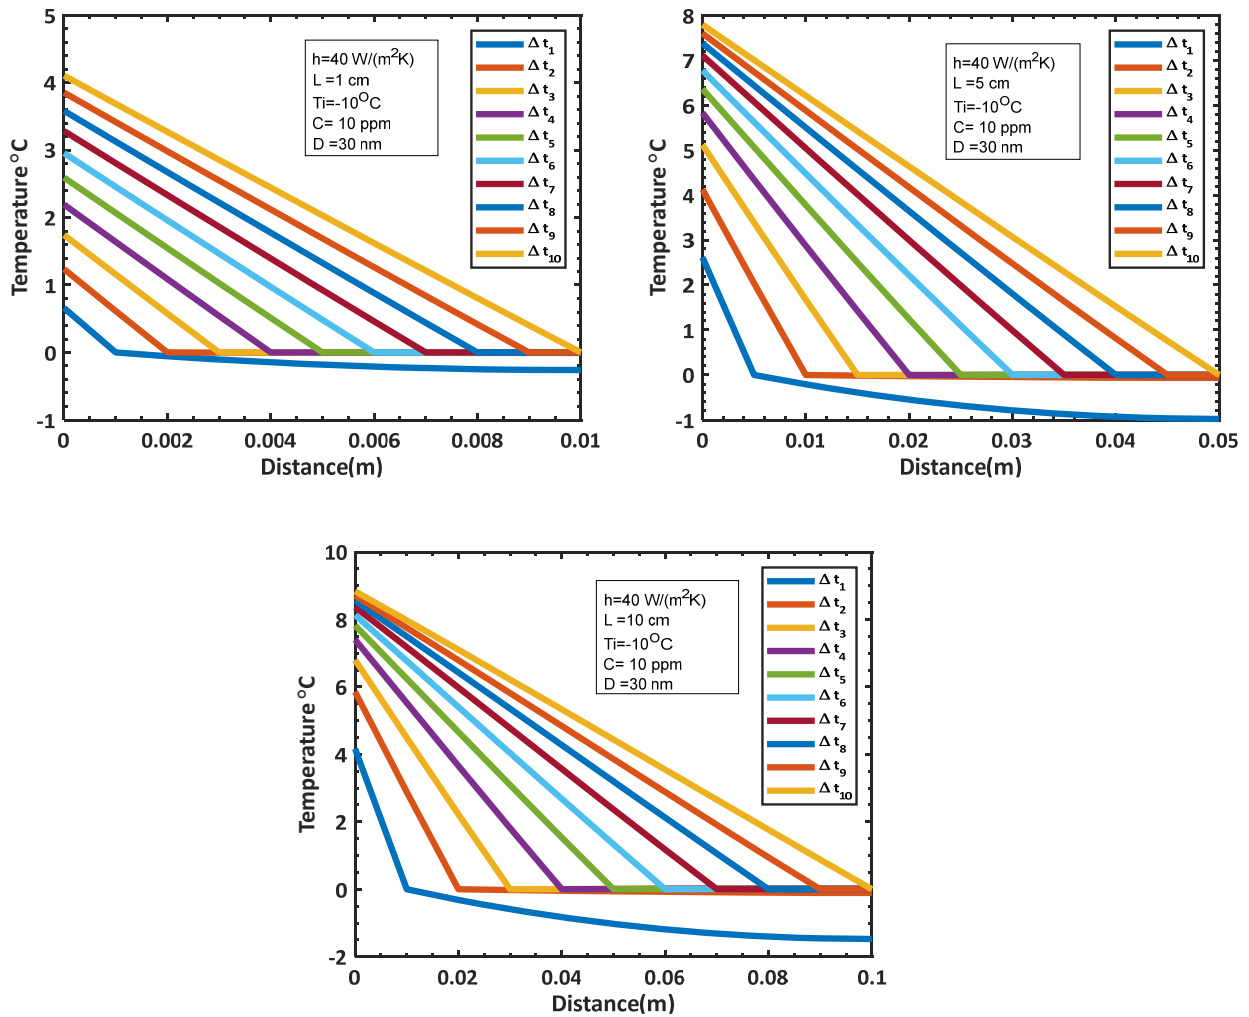 5
4
3
2
1
0
-1
Temperature °C
0
0.002
0.004
0.006
0.008
0.01
Distance(m)
h=40 W/(m²K)
L =1 cm
Ti=-10°C
C= 10 ppm
D =30 nm
Δ t₁
Δ t₂
Δ t₃
Δ t₄
Δ t₅
Δ t₆
Δ t₇
Δ t₈
Δ t₉
Δ t₁₀
8
7
6
5
4
3
2
1
0
-1
Temperature °C
0
0.01
0.02
0.03
0.04
0.05
Distance(m)
h=40 W/(m²K)
L =5 cm
Ti=-10°C
C= 10 ppm
D =30 nm
Δ t₁
Δ t₂
Δ t₃
Δ t₄
Δ t₅
Δ t₆
Δ t₇
Δ t₈
Δ t₉
Δ t₁₀
10
8
6
4
2
0
-2
Temperature °C
0
0.02
0.04
0.06
0.08
0.1
Distance(m)
h=40 W/(m²K)
L =10 cm
Ti=-10°C
C= 10 ppm
D =30 nm
Δ t₁
Δ t₂
Δ t₃
Δ t₄
Δ t₅
Δ t₆
Δ t₇
Δ t₈
Δ t₉
Δ t₁₀